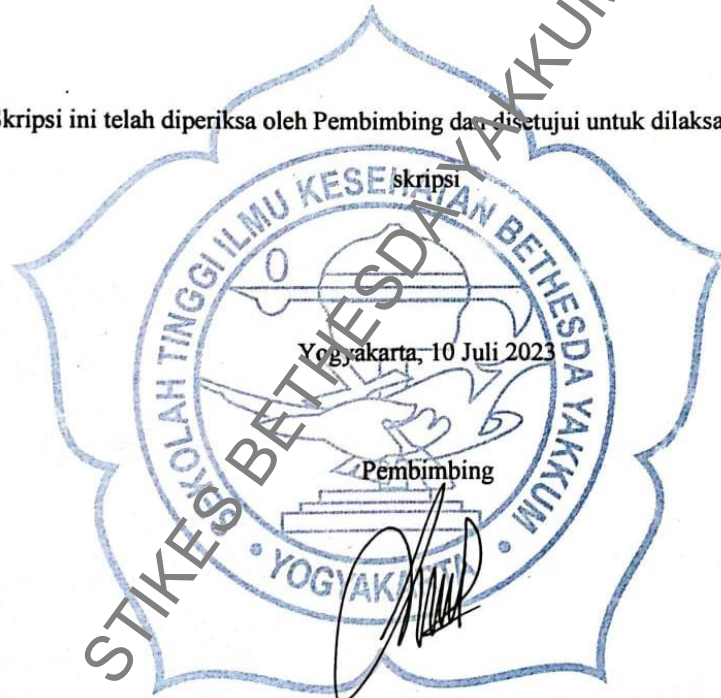 kripsi ini telah diperiksa oleh Pembimbing dan disetujui untuk dilaksa
skripsi
SEKOLAH TINGGI ILMU KESEHATAN BETHESDA YAKKUM
• YOGYAKARTA •
Yogyakarta, 10 Juli 2023
Pembimbing
STIKES BETHESDA YAKKUM